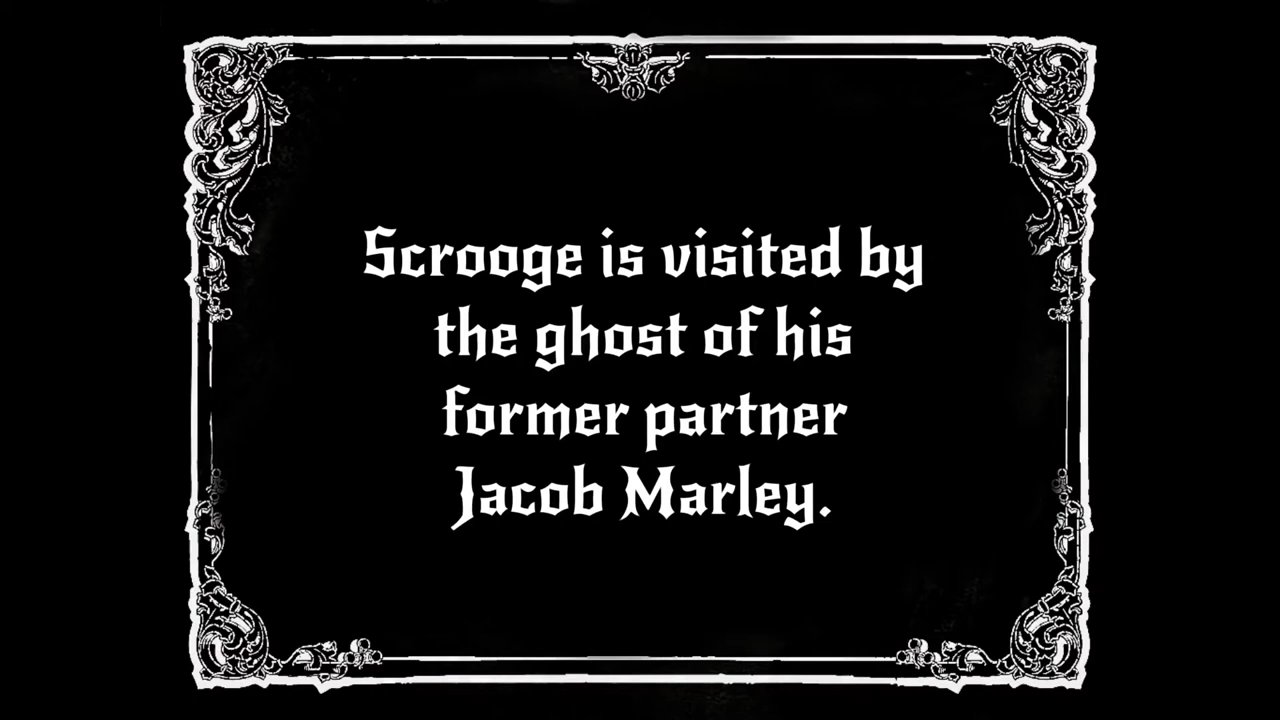 Scrooge is visited by
the ghost of his
former partner
Jacob Marley.